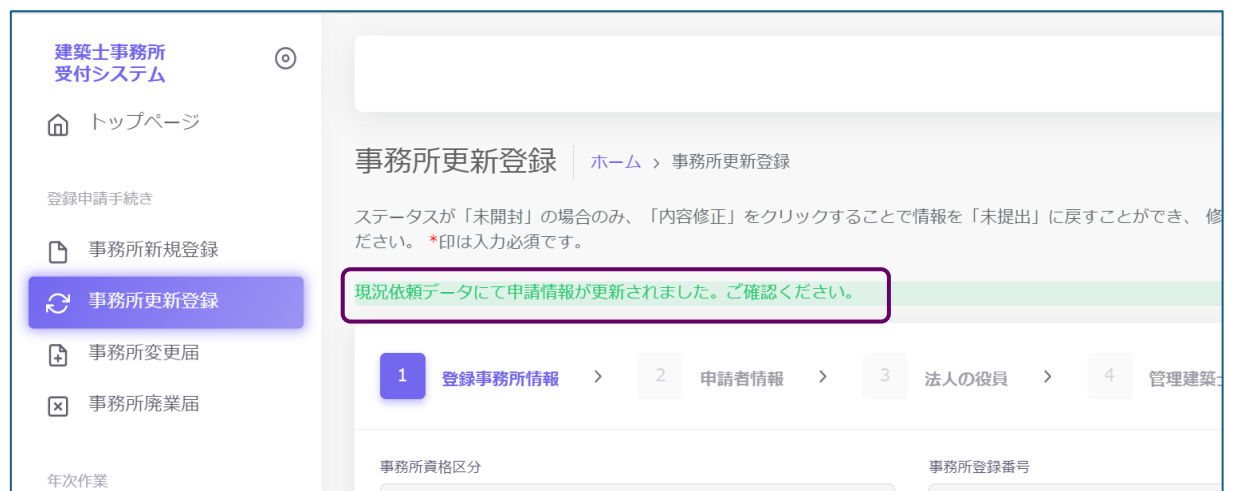 建築士事務所
受付システム
トップページ
登録申請手続き
事務所新規登録
事務所更新登録
事務所変更届
事務所廃業届
年次作業
事務所更新登録
ホーム > 事務所更新登録
ステータスが「未開封」の場合のみ、「内容修正」をクリックすることで情報を「未提出」に戻すことができ、 修
ださい。 *印は入力必須です。
現況依頼データにて申請情報が更新されました。ご確認ください。
1 登録事務所情報 > 2 申請者情報 > 3 法人の役員 > 4 管理建築
事務所資格区分
事務所登録番号